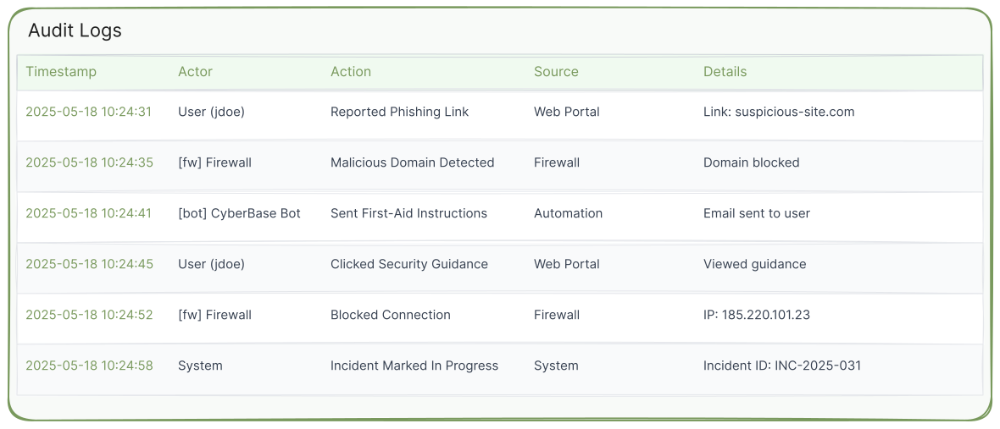 Audit Logs
Timestamp Actor Action Source Details
2025-05-18 10:24:31 User (jdoe) Reported Phishing Link Web Portal Link: suspicious-site.com
2025-05-18 10:24:35 [fw] Firewall Malicious Domain Detected Firewall Domain blocked
2025-05-18 10:24:41 [bot] CyberBase Bot Sent First-Aid Instructions Automation Email sent to user
2025-05-18 10:24:45 User (jdoe) Clicked Security Guidance Web Portal Viewed guidance
2025-05-18 10:24:52 [fw] Firewall Blocked Connection Firewall IP: 185.220.101.23
2025-05-18 10:24:58 System Incident Marked In Progress System Incident ID: INC-2025-031